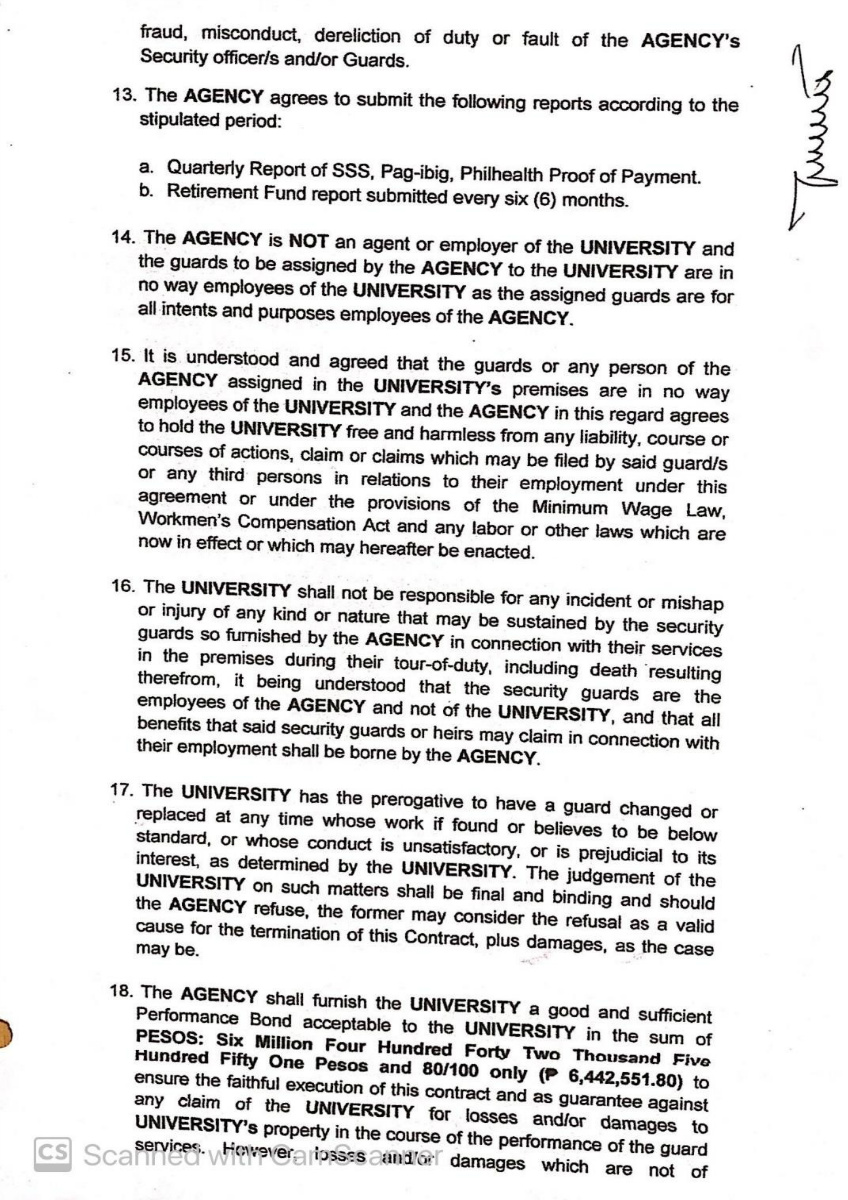 fraud, misconduct, dereliction of duty or fault of the AGENCY's
Security officer/s and/or Guards.
13. The AGENCY agrees to submit the following reports according to the
stipulated period:
a. Quarterly Report of SSS, Pag-ibig, Philhealth Proof of Payment.
b. Retirement Fund report submitted every six (6) months.
14. The AGENCY is NOT an agent or employer of the UNIVERSITY and
the guards to be assigned by the AGENCY to the UNIVERSITY are in
no way employees of the UNIVERSITY as the assigned guards are for
all intents and purposes employees of the AGENCY.
15. It is understood and agreed that the guards or any person of the
AGENCY assigned in the UNIVERSITY's premises are in no way
employees of the UNIVERSITY and the AGENCY in this regard agrees
to hold the UNIVERSITY free and harmless from any liability, course or
courses of actions, claim or claims which may be filed by said guard/s
or any third persons in relations to their employment under this
agreement or under the provisions of the Minimum Wage Law,
Workmen's Compensation Act and any labor or other laws which are
now in effect or which may hereafter be enacted.
16. The UNIVERSITY shall not be responsible for any incident or mishap
or injury of any kind or nature that may be sustained by the security
guards so furnished by the AGENCY in connection with their services
in the premises during their tour-of-duty, including death resulting
therefrom, it being understood that the security guards are the
employees of the AGENCY and not of the UNIVERSITY, and that all
benefits that said security guards or heirs may claim in connection with
their employment shall be borne by the AGENCY.
17. The UNIVERSITY has the prerogative to have a guard changed or
replaced at any time whose work if found or believes to be below
standard, or whose conduct is unsatisfactory, or is prejudicial to its
interest, as determined by the UNIVERSITY. The judgement of the
UNIVERSITY on such matters shall be final and binding and should
the AGENCY refuse, the former may consider the refusal as a valid
cause for the termination of this Contract, plus damages, as the case
may be.
18. The AGENCY shall furnish the UNIVERSITY a good and sufficient
Performance Bond acceptable to the UNIVERSITY in the sum of
PESOS: Six Million Four Hundred Forty Two Thousand Five
Hundred Fifty One Pesos and 80/100 only (₱ 6,442,551.80) to
ensure the faithful execution of this contract and as guarantee against
any claim of the UNIVERSITY for losses and/or damages to
UNIVERSITY's property in the course of the performance of the guard
services. However, losses and/or damages which are not of
CS Scanned with CamScanner